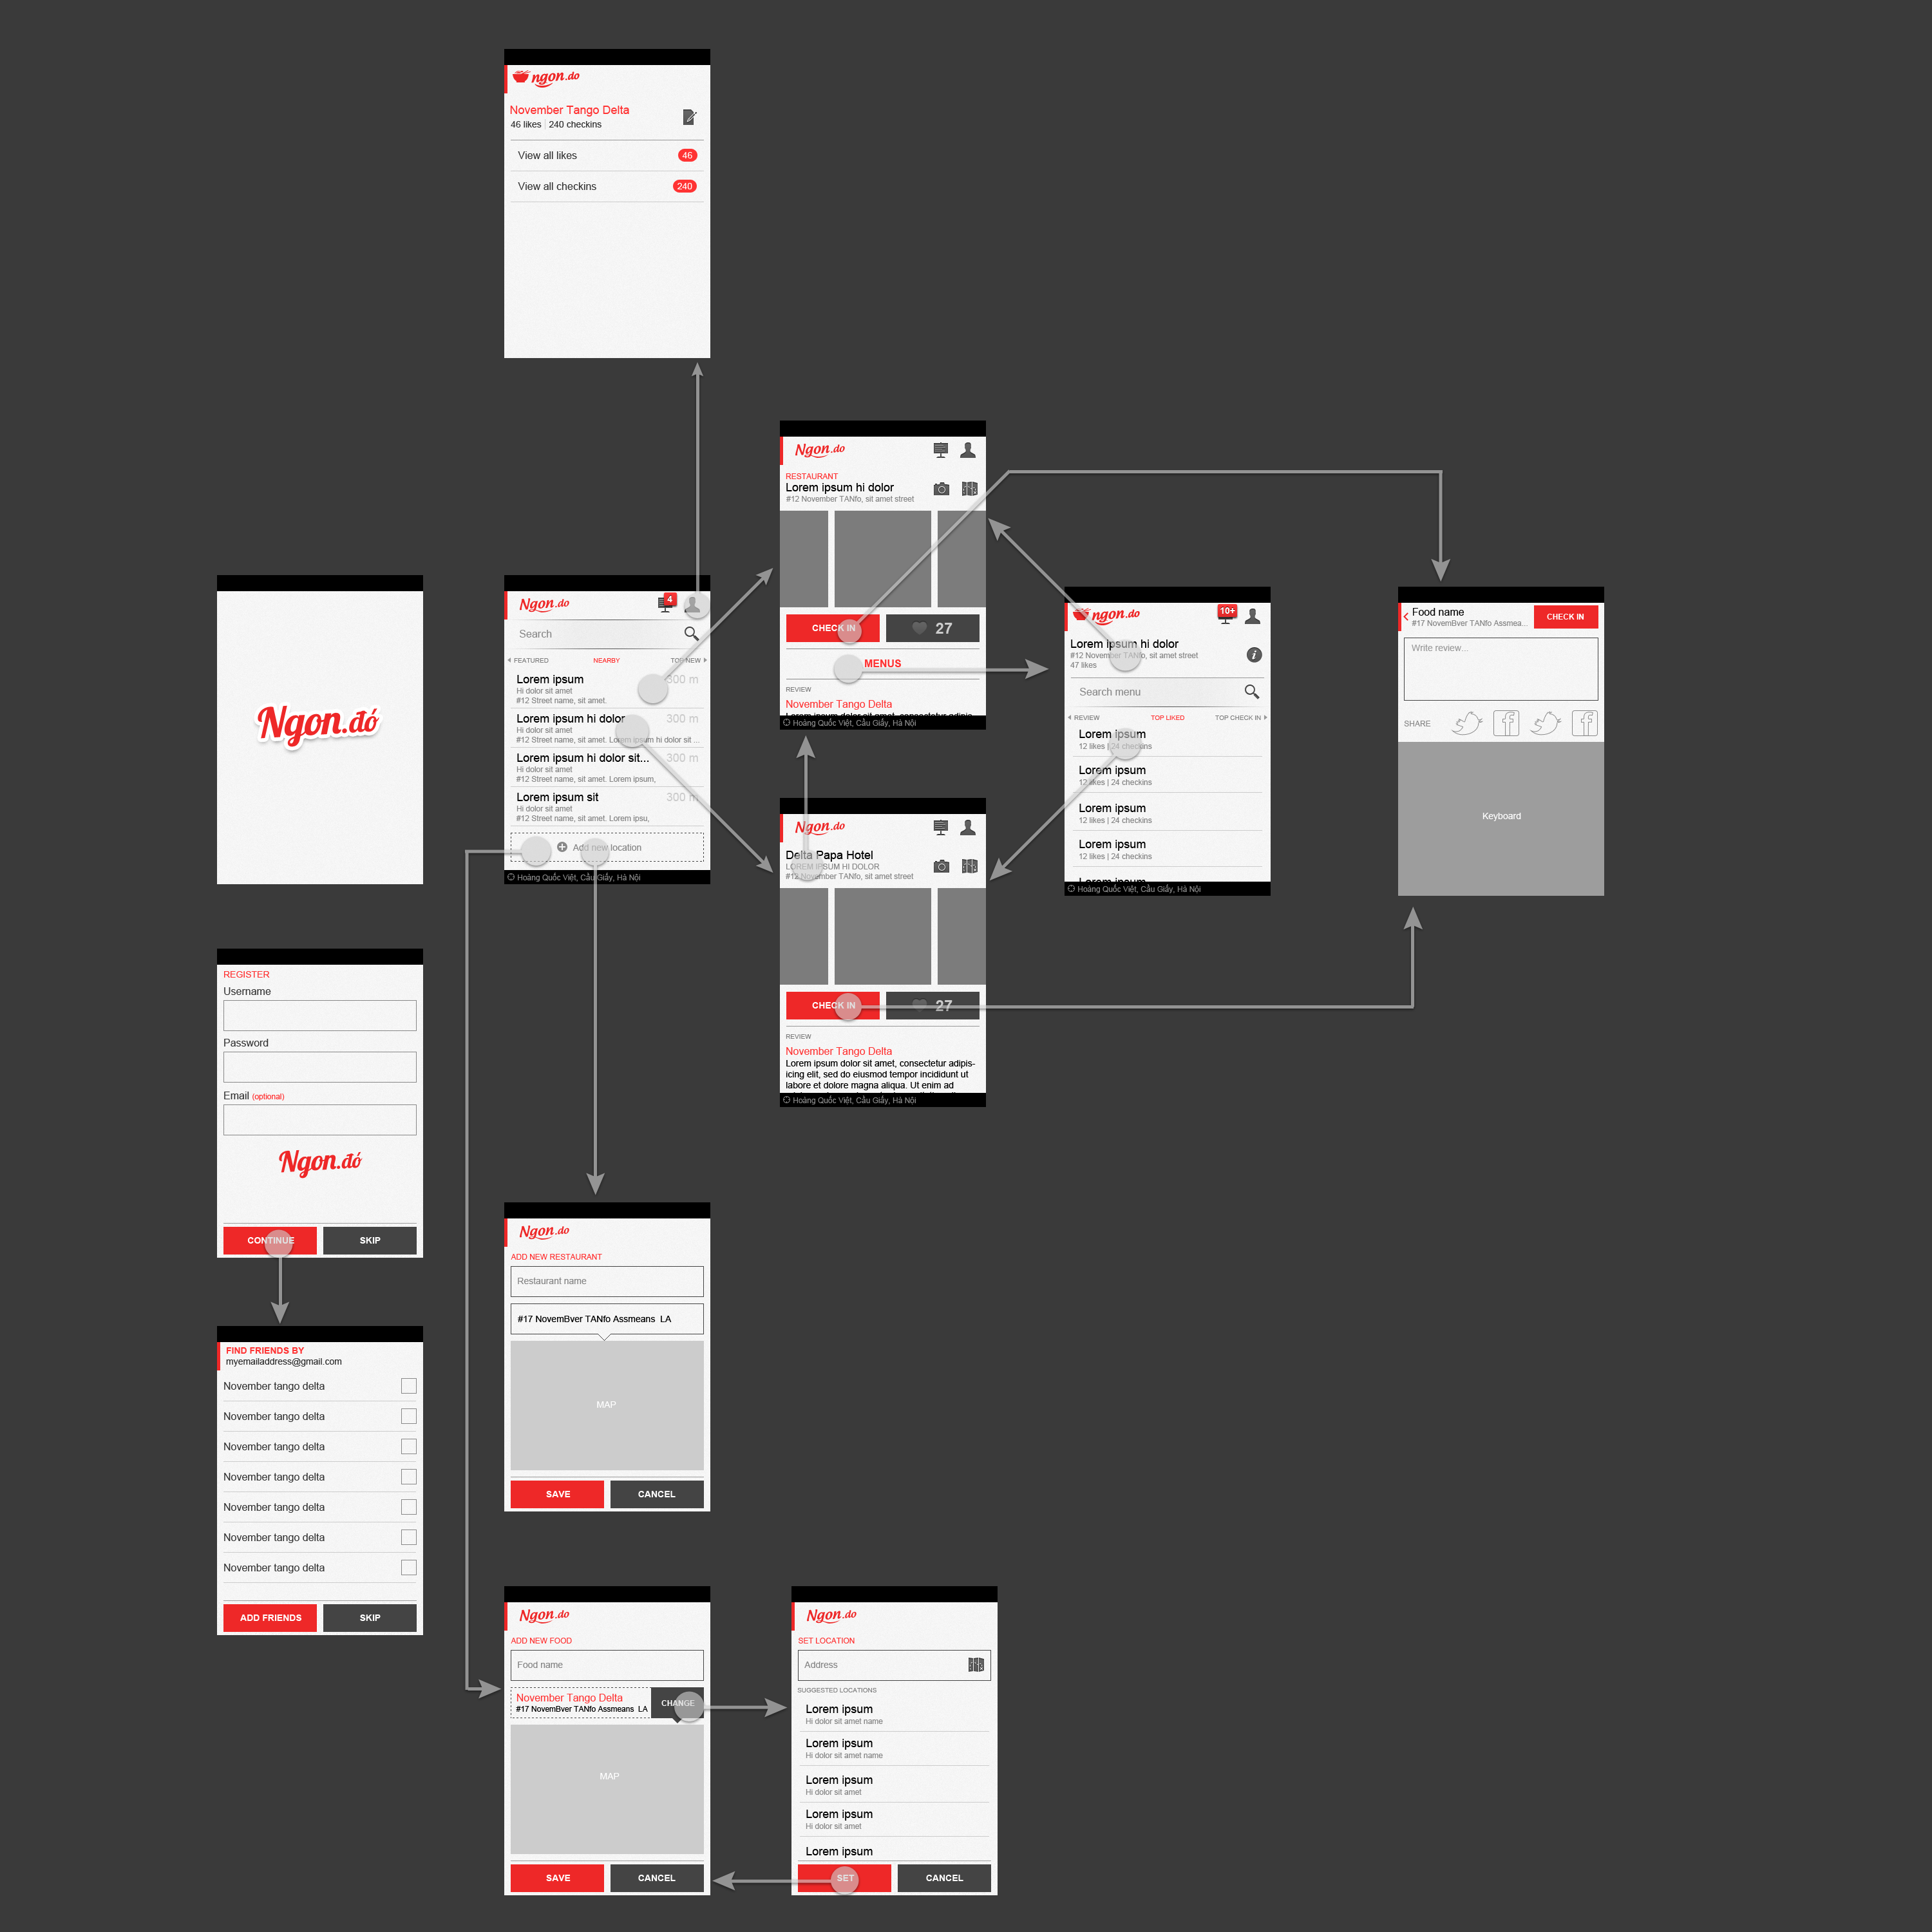 ngon.do
November Tango Delta
46 likes | 240 checkins
View all likes
46
View all checkins
240
Ngon.do
RESTAURANT
Lorem ipsum hi dolor
#12 November TANfo, sit amet street
CHECK IN
27
MENUS
REVIEW
November Tango Delta
Hoàng Quốc Việt, Cầu Giấy, Hà Nội
Ngon.đó
Ngon.do
4
Search
FEATURED
NEARBY
TOP NEW
Lorem ipsum
300 m
Hi dolor sit amet
#12 Street name, sit amet.
Lorem ipsum hi dolor
300 m
Hi dolor sit amet
#12 Street name, sit amet. Lorem ipsum hi dolor sit ...
Lorem ipsum hi dolor sit...
300 m
Hi dolor sit amet
#12 Street name, sit amet. Lorem ipsum,
Lorem ipsum sit
300 m
Hi dolor sit amet
#12 Street name, sit amet. Lorem ipsu,
Add new location
Hoàng Quốc Việt, Cầu Giấy, Hà Nội
ngon.do
10+
Lorem ipsum hi dolor
#12 November TANfo, sit amet street
47 likes
Search menu
REVIEW
TOP LIKED
TOP CHECK IN
Lorem ipsum
12 likes | 24 checkins
Lorem ipsum
12 likes | 24 checkins
Lorem ipsum
12 likes | 24 checkins
Lorem ipsum
12 likes | 24 checkins
Lorem ipsum
Hoàng Quốc Việt, Cầu Giấy, Hà Nội
Food name
#17 NovemBver TANfo Assmea...
CHECK IN
Write review...
SHARE
Keyboard
Ngon.do
Delta Papa Hotel
LOREM IPSUM HI DOLOR
#12 November TANfo, sit amet street
CHECK IN
27
REVIEW
November Tango Delta
Lorem ipsum dolor sit amet, consectetur adipis-
icing elit, sed do eiusmod tempor incididunt ut
labore et dolore magna aliqua. Ut enim ad
Hoàng Quốc Việt, Cầu Giấy, Hà Nội
REGISTER
Username
Password
Email (optional)
Ngon.đó
CONTINUE
SKIP
FIND FRIENDS BY
myemailaddress@gmail.com
November tango delta
November tango delta
November tango delta
November tango delta
November tango delta
November tango delta
November tango delta
ADD FRIENDS
SKIP
Ngon.do
ADD NEW RESTAURANT
Restaurant name
#17 NovemBver TANfo Assmeans LA
MAP
SAVE
CANCEL
Ngon.do
ADD NEW FOOD
Food name
November Tango Delta
#17 NovemBver TANfo Assmeans LA
CHANGE
MAP
SAVE
CANCEL
Ngon.do
SET LOCATION
Address
SUGGESTED LOCATIONS
Lorem ipsum
Hi dolor sit amet name
Lorem ipsum
Hi dolor sit amet name
Lorem ipsum
Hi dolor sit amet
Lorem ipsum
Hi dolor sit amet
Lorem ipsum
SET
CANCEL